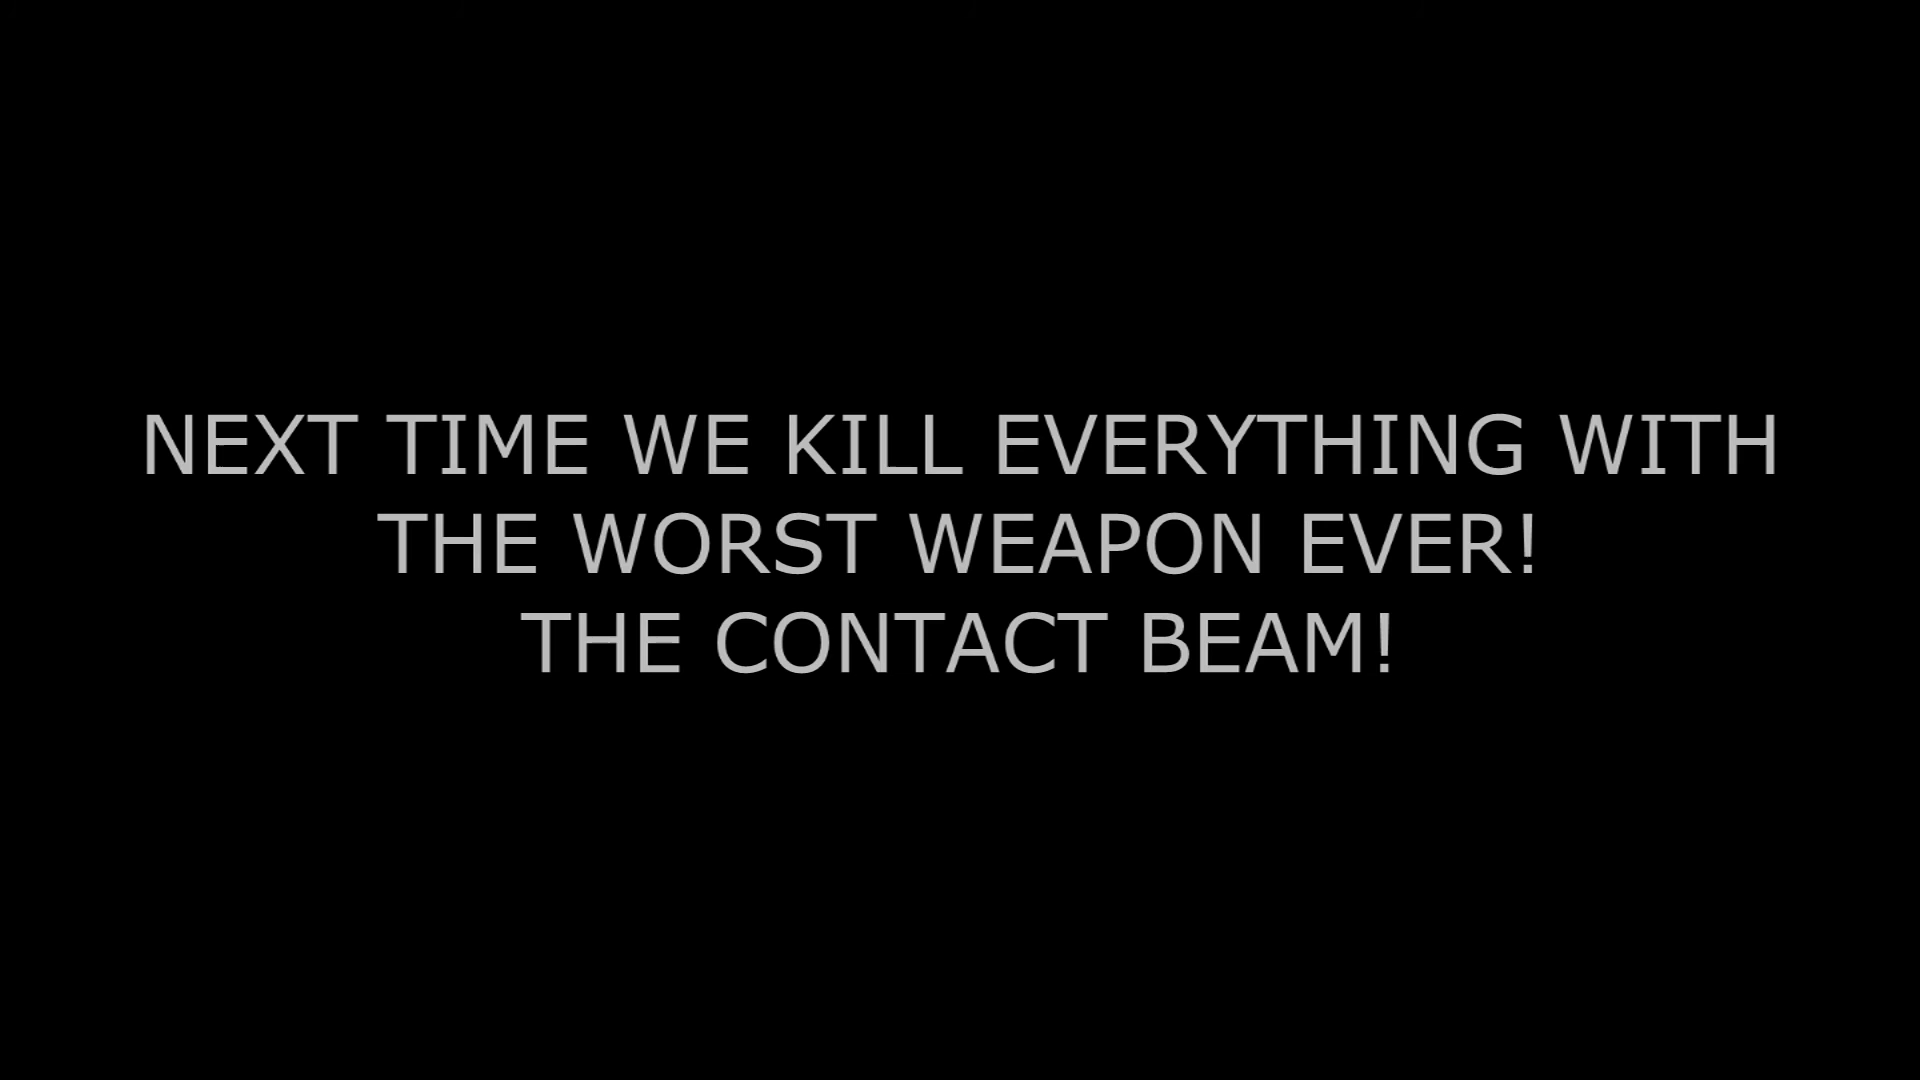 NEXT TIME WE KILL EVERYTHING WITH
THE WORST WEAPON EVER!
THE CONTACT BEAM!